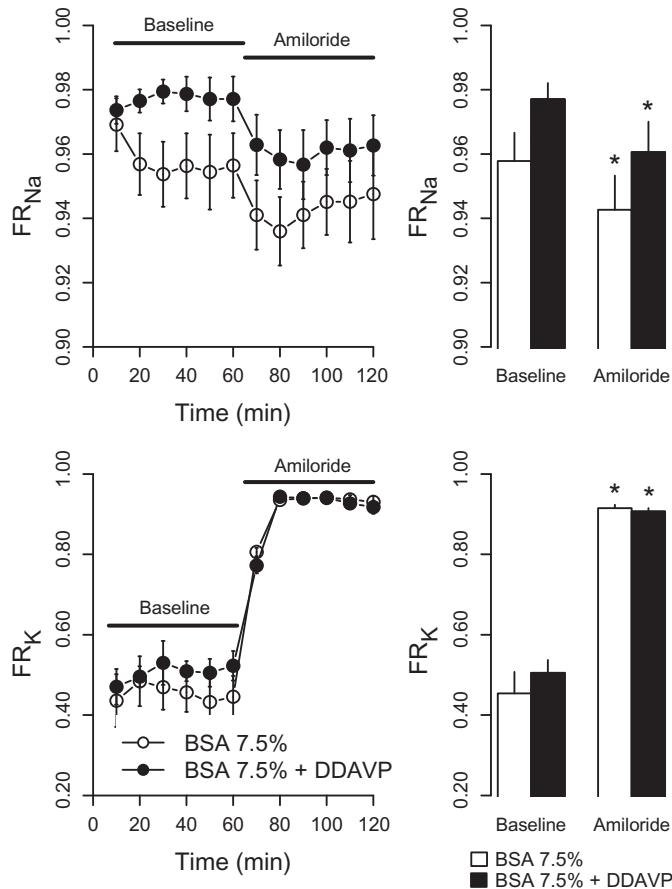 Baseline
Amiloride
FRNa
1.00
0.98
0.96
0.94
0.92
0.90
0 20 40 60 80 100 120
Time (min)
FRNa
1.00
0.98
0.96
0.94
0.92
0.90
* *
Baseline Amiloride
Amiloride
Baseline
FRK
1.00
0.80
0.60
0.40
0.20
BSA 7.5%
BSA 7.5% + DDAVP
0 20 40 60 80 100 120
Time (min)
FRK
1.00
0.80
0.60
0.40
0.20
* *
Baseline Amiloride
BSA 7.5%
BSA 7.5% + DDAVP